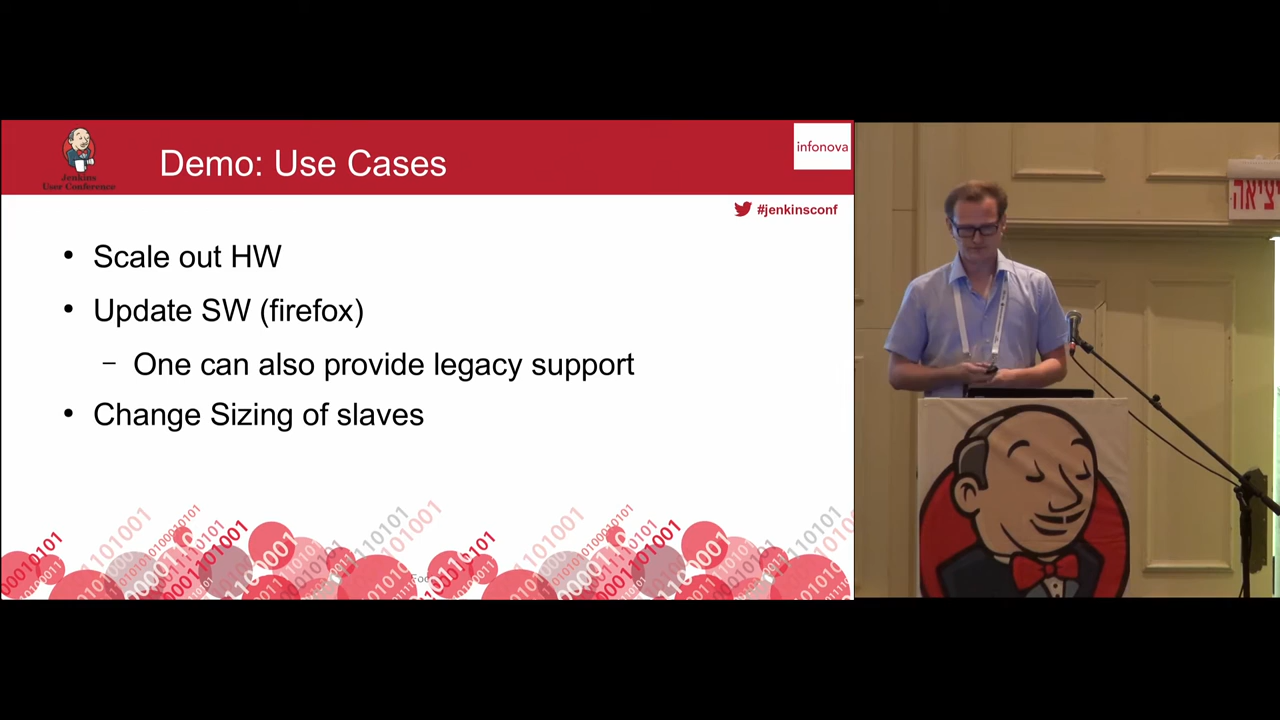 Jenkins
User Conference
Demo: Use Cases
infonova
#jenkinsconf
• Scale out HW
• Update SW (firefox)
– One can also provide legacy support
• Change Sizing of slaves
יציאה